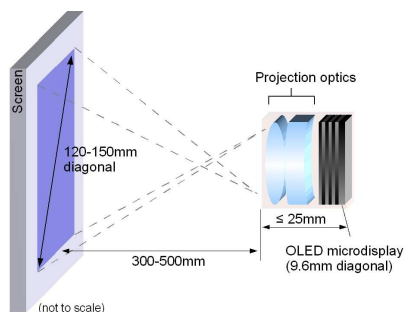 Screen
Projection optics
120-150mm
diagonal
≤ 25mm
300-500mm
OLED microdisplay
(9.6mm diagonal)
(not to scale)